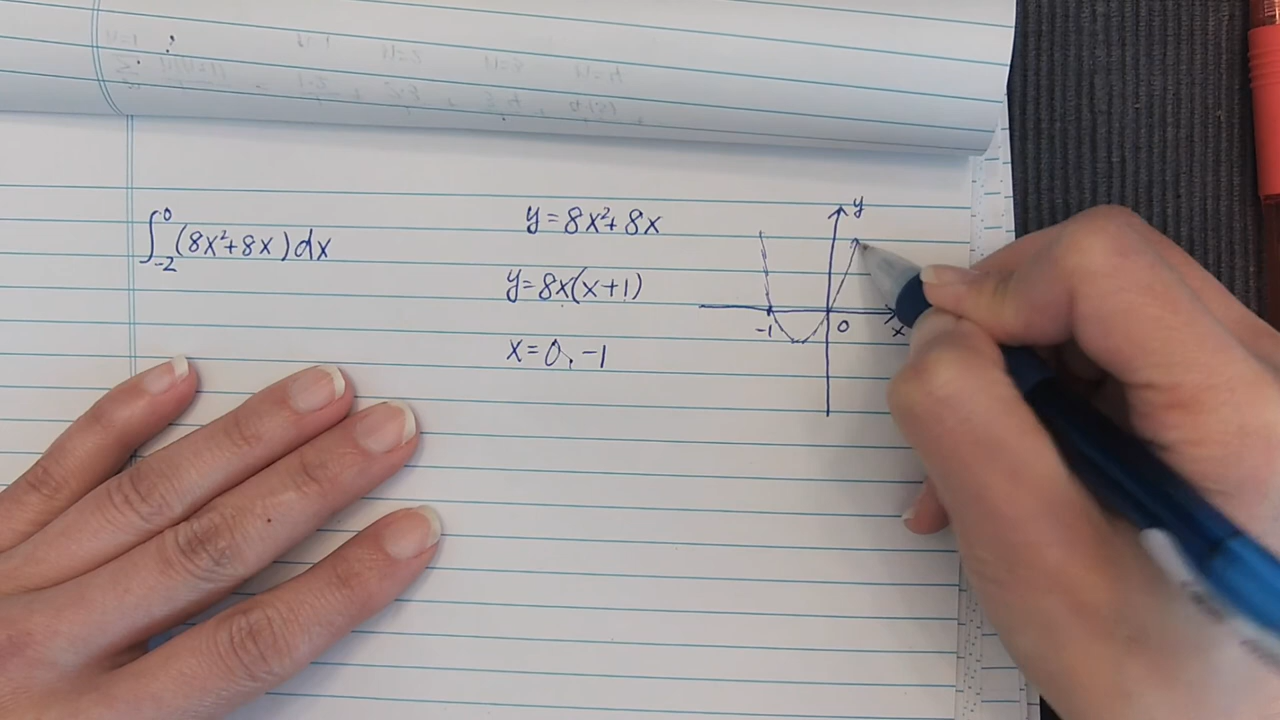 ∫₋₂⁰ (8x²+8x)dx
y=8x²+8x
y=8x(x+1)
x=0,-1
y
-1 0 x